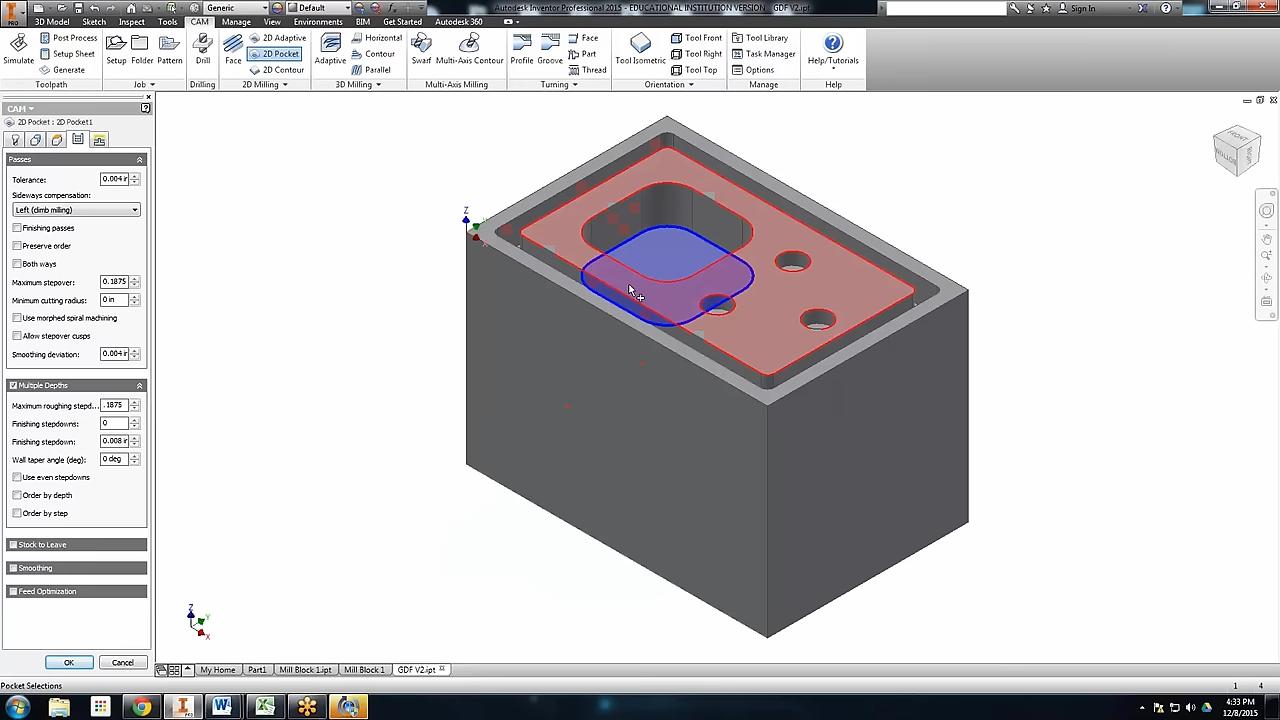 Generic
Default
Autodesk Inventor Professional 2015 - EDUCATIONAL INSTITUTION VERSION GDF V2.ipt
Sign In
PRO
3D Model Sketch Inspect Tools CAM Manage View Environments BIM Get Started Autodesk 360
Simulate
Post Process
Setup Sheet
Generate
Toolpath
Setup Folder Pattern
Job
Drill
Drilling
Face
2D Adaptive
2D Pocket
2D Contour
2D Milling
Adaptive
Horizontal
Contour
Parallel
3D Milling
Swarf Multi-Axis Contour
Multi-Axis Milling
Profile Groove
Face
Part
Thread
Turning
Tool Isometric
Tool Front
Tool Right
Tool Top
Orientation
Tool Library
Task Manager
Options
Manage
Help/Tutorials
Help
CAM
2D Pocket : 2D Pocket1
Passes
Tolerance: 0.004 ir
Sideways compensation:
Left (climb milling)
Finishing passes
Preserve order
Both ways
Maximum stepover: 0.1875
Minimum cutting radius: 0 in
Use morphed spiral machining
Allow stepover cusps
Smoothing deviation: 0.004 ir
Multiple Depths
Maximum roughing stepd... .1875
Finishing stepdowns: 0
Finishing stepdown: 0.008 ir
Wall taper angle (deg): 0 deg
Use even stepdowns
Order by depth
Order by step
Stock to Leave
Smoothing
Feed Optimization
OK Cancel
Z
FRONT
RIGHT
BOTTOM
Z
Y
X
My Home Part1 Mill Block 1.ipt Mill Block 1 GDF V2.ipt
Pocket Selections
1 4
4:33 PM
12/8/2015